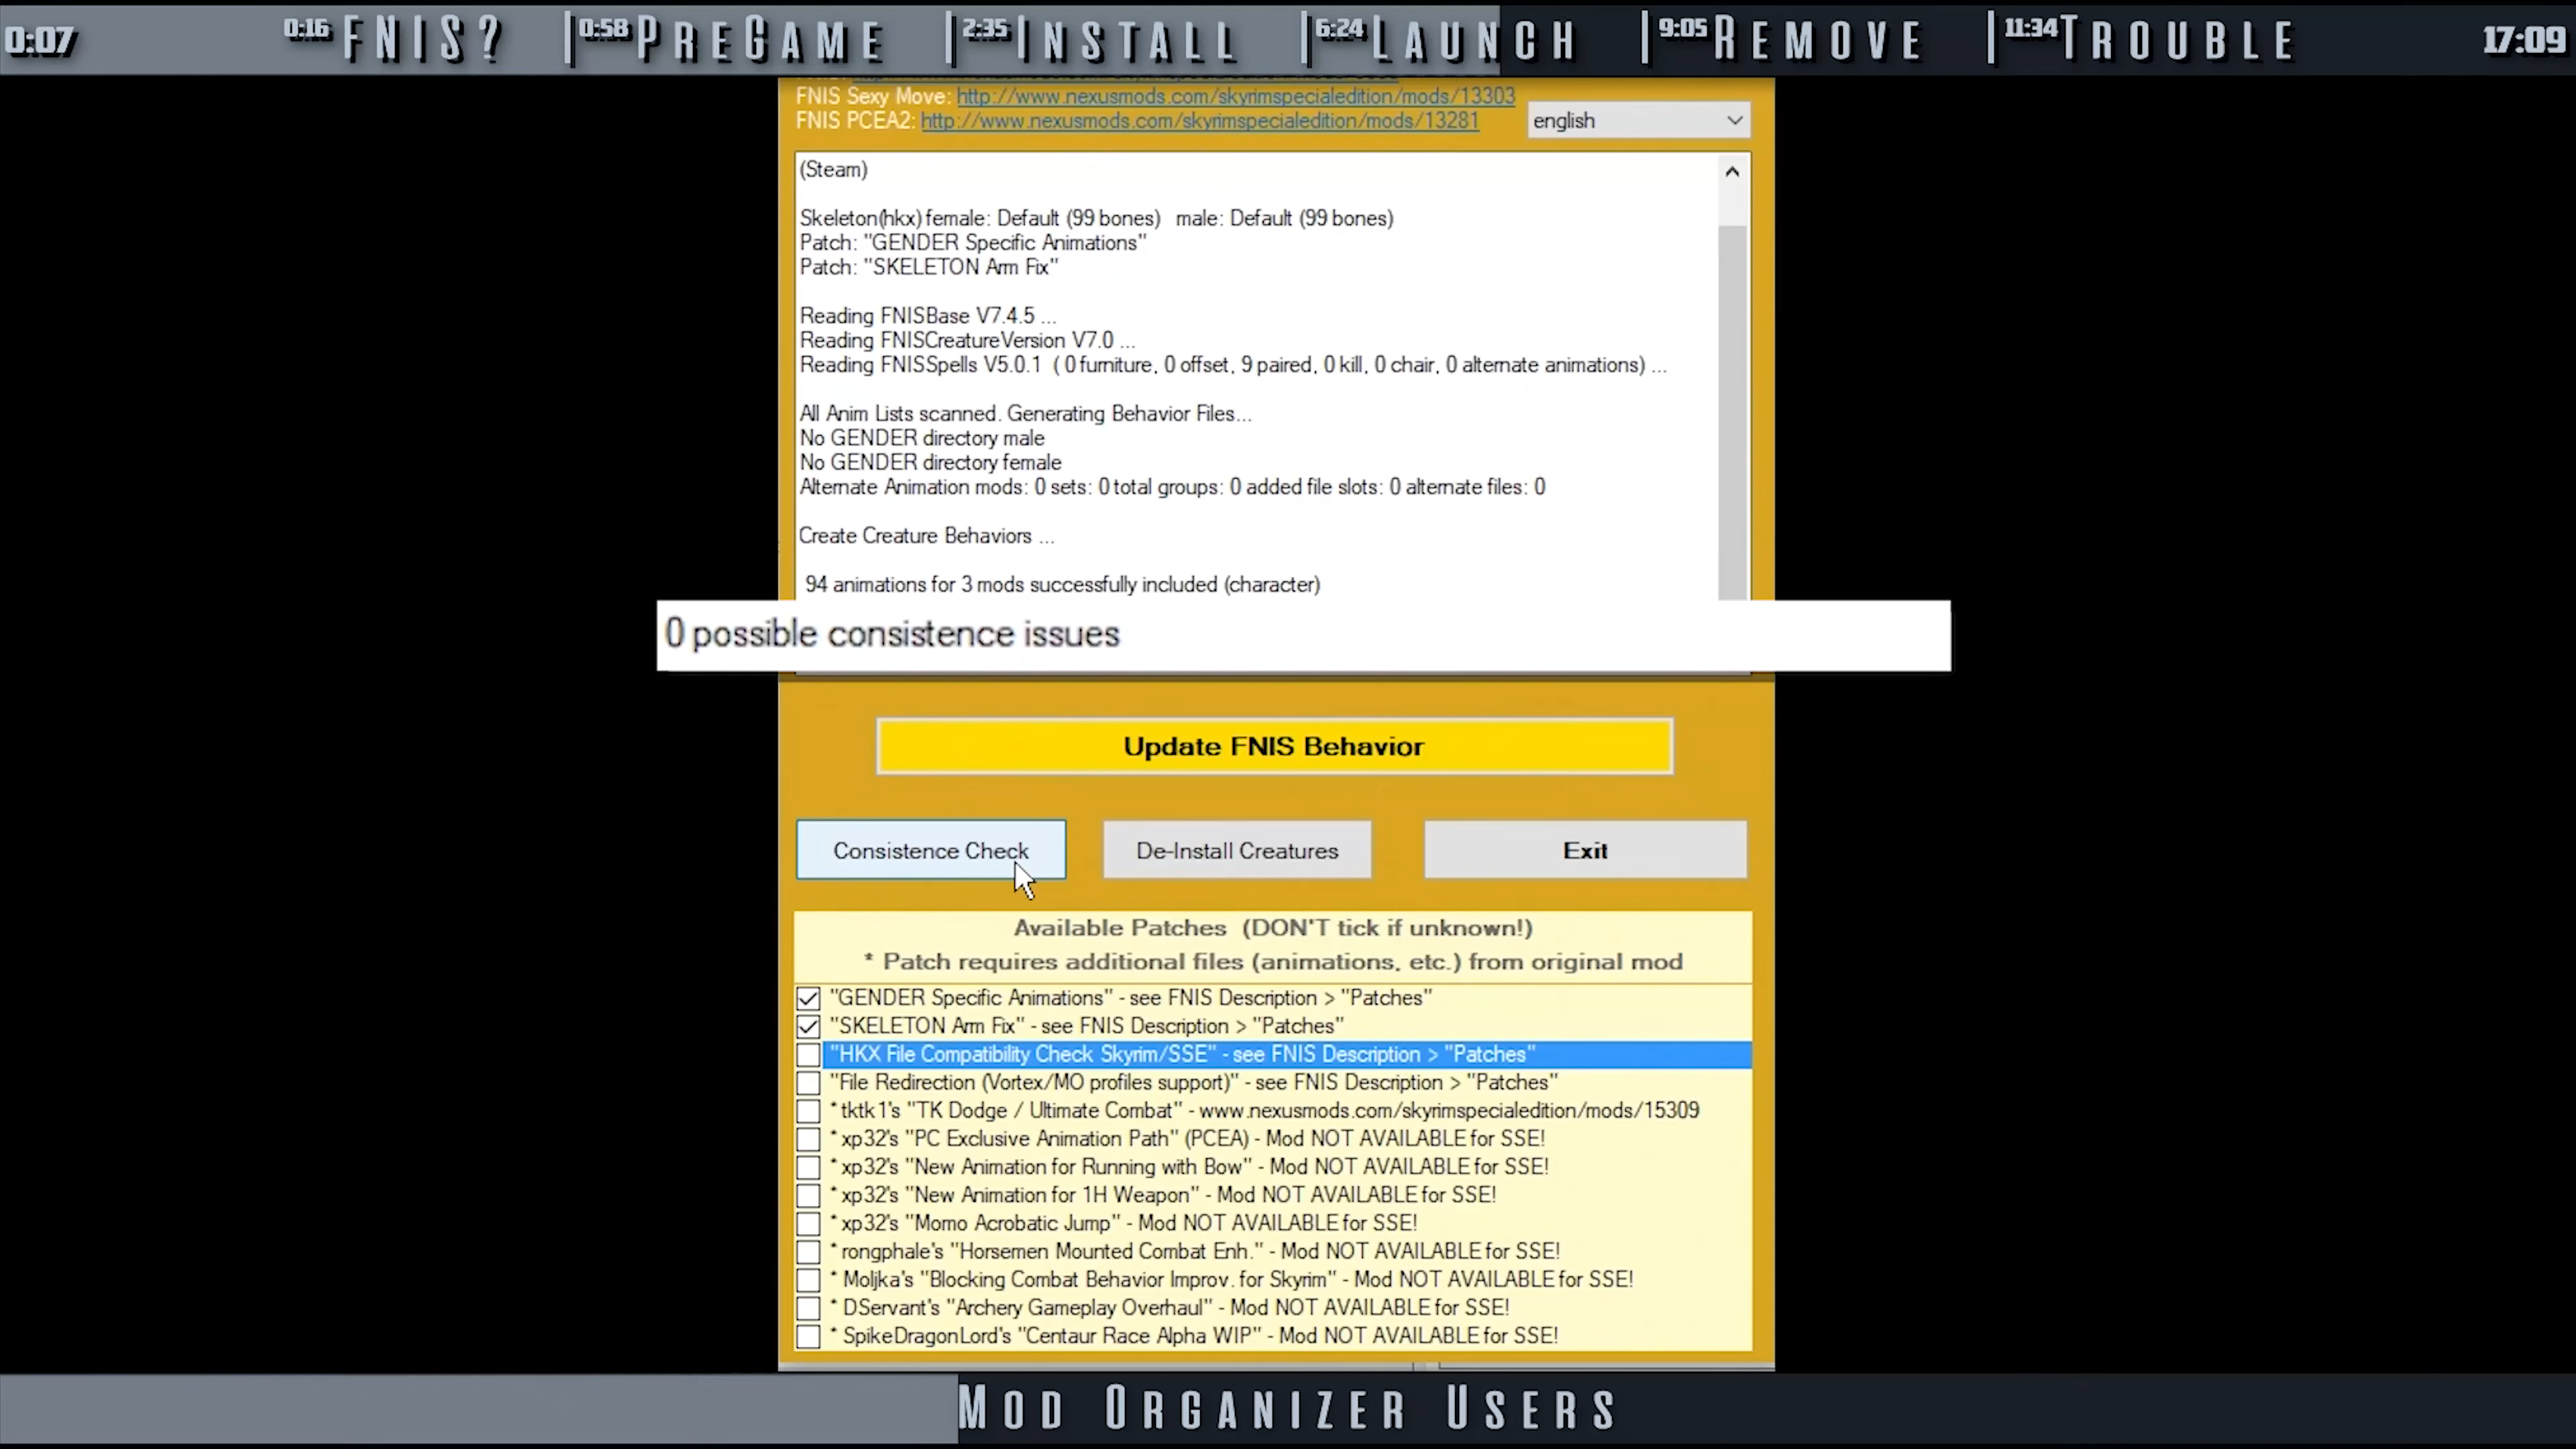 0:07
0:16 FNIS?
0:58 PREGAME
2:35 INSTALL
6:24 LAUNCH
9:05 REMOVE
11:34 TROUBLE
17:09
FNIS Sexy Move: http://www.nexusmods.com/skyrimspecialedition/mods/13303
FNIS PCEA2: http://www.nexusmods.com/skyrimspecialedition/mods/13281
english
(Steam)
Skeleton(hkx) female: Default (99 bones) male: Default (99 bones)
Patch: "GENDER Specific Animations"
Patch: "SKELETON Arm Fix"
Reading FNISBase V7.4.5 ...
Reading FNISCreatureVersion V7.0 ...
Reading FNISSpells V5.0.1 ( 0 furniture, 0 offset, 9 paired, 0 kill, 0 chair, 0 alternate animations) ...
All Anim Lists scanned. Generating Behavior Files...
No GENDER directory male
No GENDER directory female
Alternate Animation mods: 0 sets: 0 total groups: 0 added file slots: 0 alternate files: 0
Create Creature Behaviors ...
94 animations for 3 mods successfully included (character)
0 possible consistence issues
Update FNIS Behavior
Consistence Check
De-Install Creatures
Exit
Available Patches (DON'T tick if unknown!)
* Patch requires additional files (animations, etc.) from original mod
"GENDER Specific Animations" - see FNIS Description > "Patches"
"SKELETON Arm Fix" - see FNIS Description > "Patches"
"HKX File Compatibility Check Skyrim/SSE" - see FNIS Description > "Patches"
"File Redirection (Vortex/MO profiles support)" - see FNIS Description > "Patches"
* tktk1's "TK Dodge / Ultimate Combat" - www.nexusmods.com/skyrimspecialedition/mods/15309
* xp32's "PC Exclusive Animation Path" (PCEA) - Mod NOT AVAILABLE for SSE!
* xp32's "New Animation for Running with Bow" - Mod NOT AVAILABLE for SSE!
* xp32's "New Animation for 1H Weapon" - Mod NOT AVAILABLE for SSE!
* xp32's "Momo Acrobatic Jump" - Mod NOT AVAILABLE for SSE!
* rongphale's "Horsemen Mounted Combat Enh." - Mod NOT AVAILABLE for SSE!
* Moljka's "Blocking Combat Behavior Improv. for Skyrim" - Mod NOT AVAILABLE for SSE!
* DServant's "Archery Gameplay Overhaul" - Mod NOT AVAILABLE for SSE!
* SpikeDragonLord's "Centaur Race Alpha WIP" - Mod NOT AVAILABLE for SSE!
MOD ORGANIZER USERS